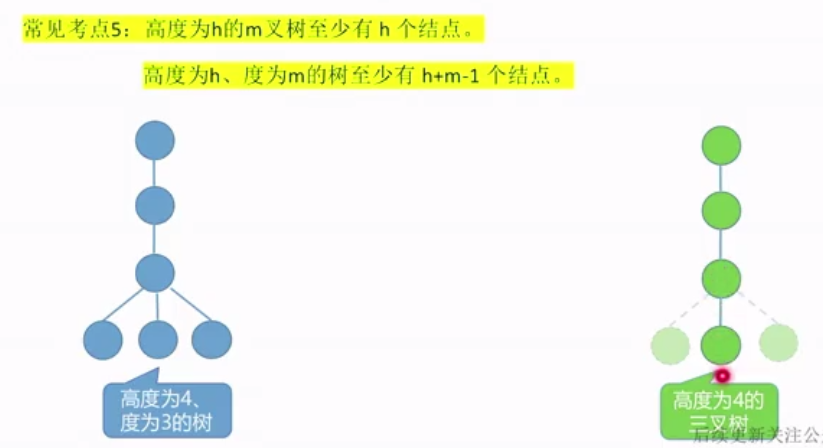 常见考点5：高度为h的m叉树至少有 h 个结点。
高度为h、度为m的树至少有 h+m-1 个结点。
高度为4、
度为3的树
高度为4的
三叉树
后续更新关注公